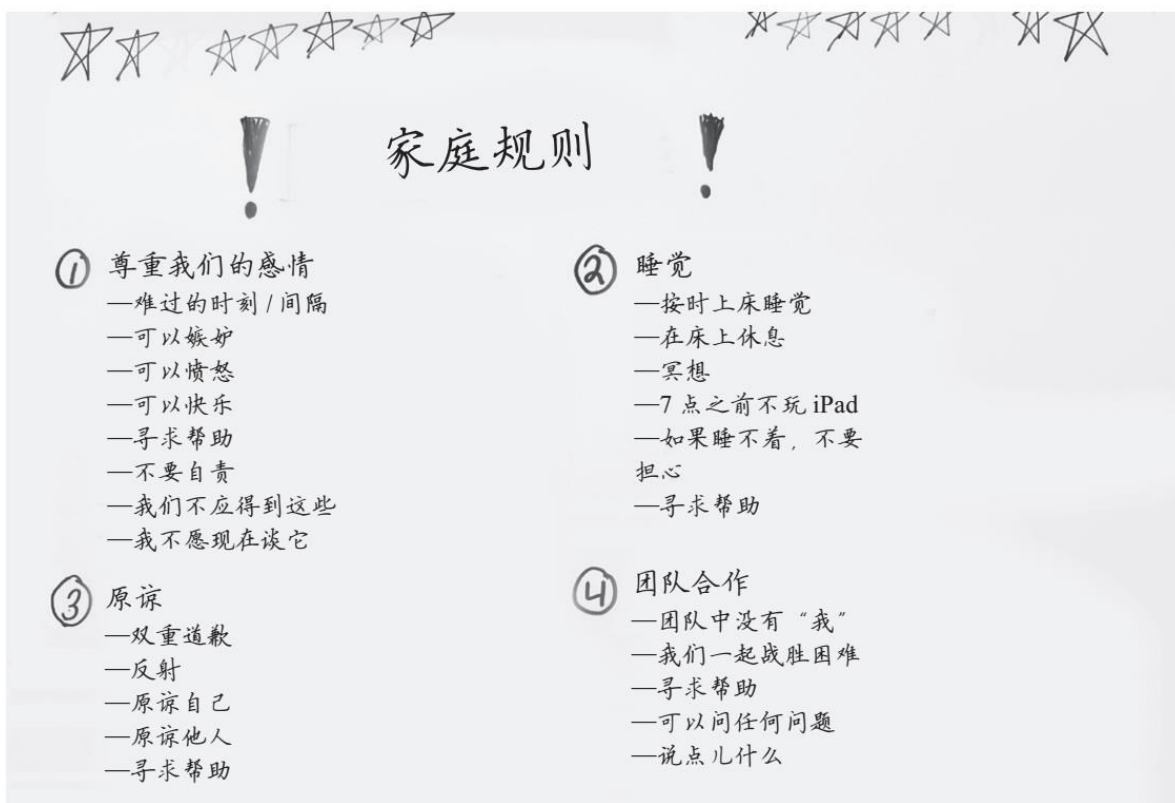 家庭规则
① 尊重我们的感情
—难过的时刻/间隔
—可以嫉妒
—可以愤怒
—可以快乐
—寻求帮助
—不要自责
—我们不应得到这些
—我不愿现在谈它
② 睡觉
—按时上床睡觉
—在床上休息
—冥想
—7点之前不玩 iPad
—如果睡不着，不要
担心
—寻求帮助
③ 原谅
—双重道歉
—反射
—原谅自己
—原谅他人
—寻求帮助
④ 团队合作
—团队中没有“我”
—我们一起战胜困难
—寻求帮助
—可以问任何问题
—说点儿什么